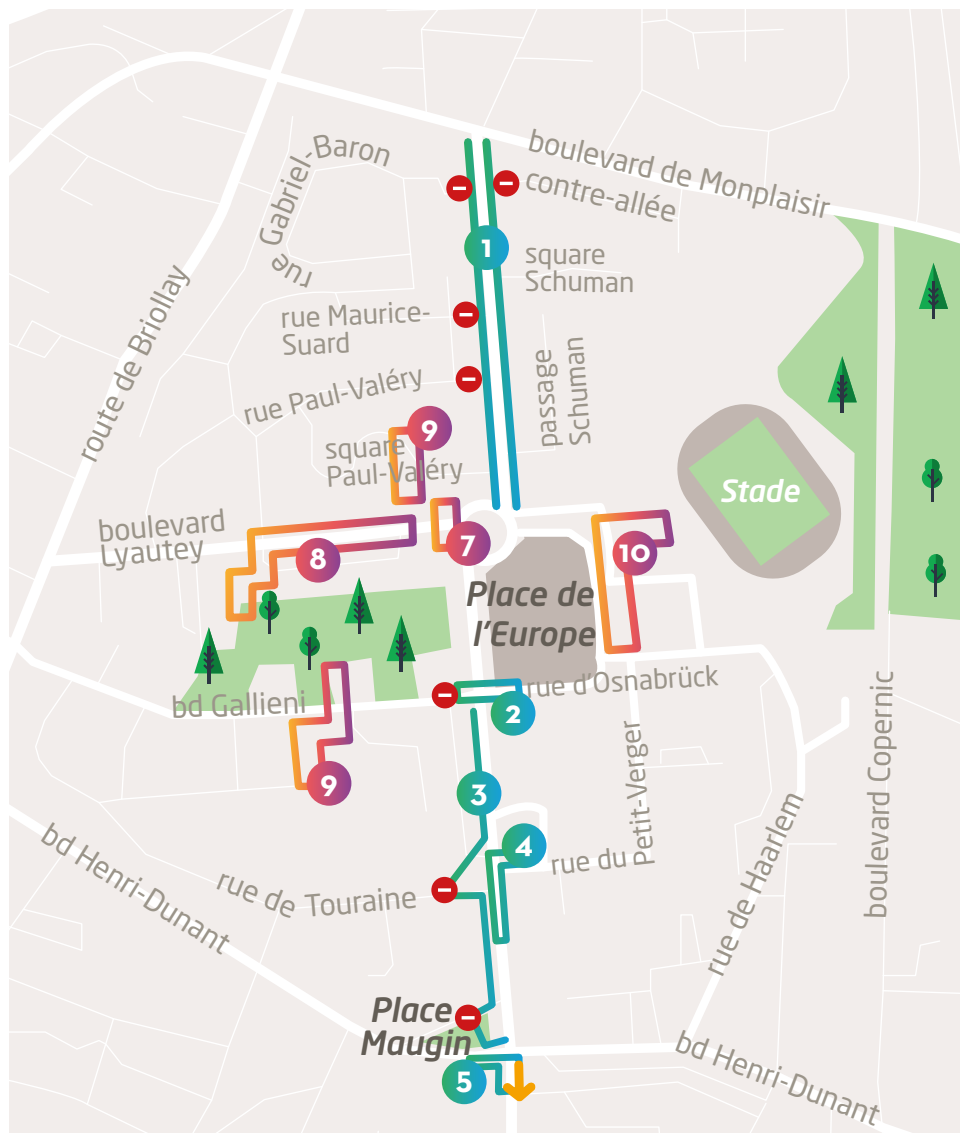 boulevard de Monplaisir
contre-allée
rue Gabriel-Baron
1
square
Schuman
route de Briollay
rue Maurice-
Suard
passage
Schuman
rue Paul-Valéry
9
square
Paul-Valéry
Stade
boulevard
Lyautey
8
7
10
Place de
l'Europe
rue d'Osnabrück
bd Gallieni
2
9
3
4
rue du
Petit-Verger
boulevard Copernic
rue de Haarlem
bd Henri-Dunant
rue de Touraine
Place
Maugin
5
bd Henri-Dunant